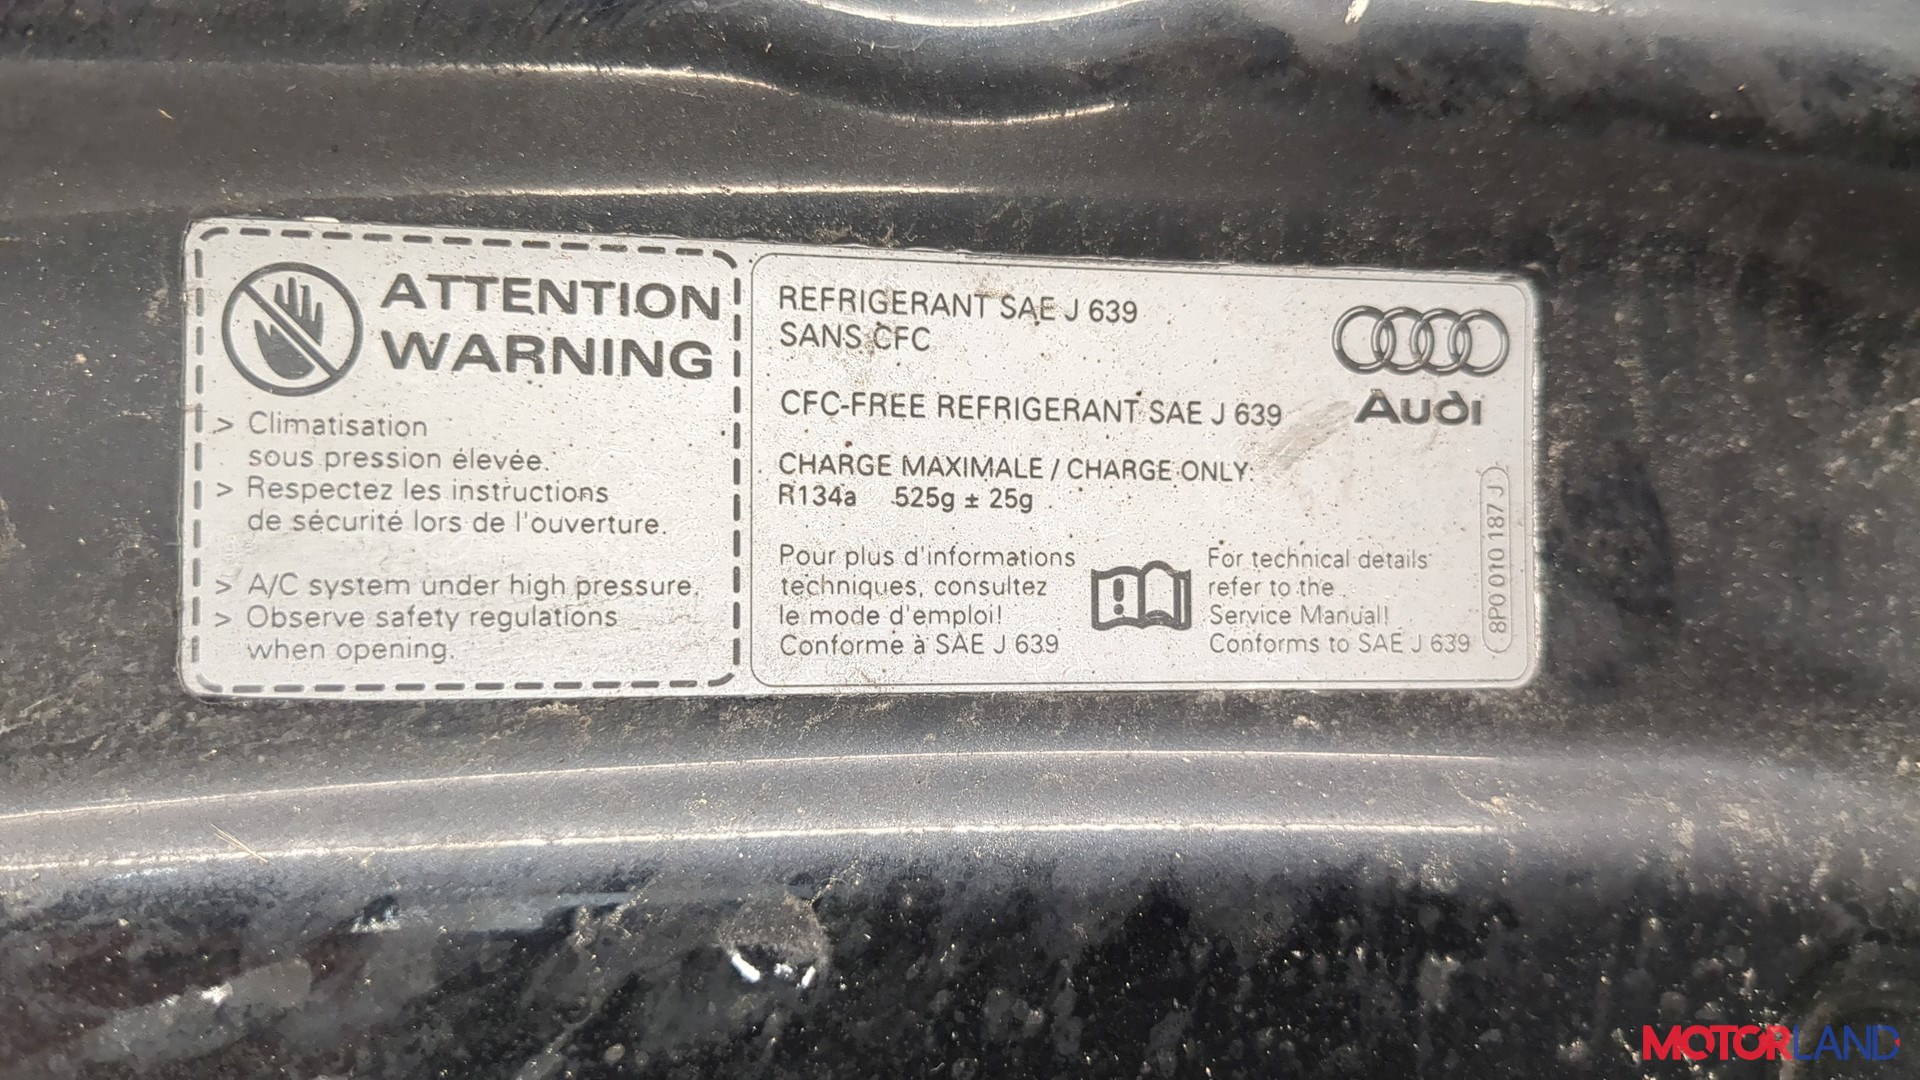 ATTENTION
WARNING
> Climatisation
sous pression élevée.
> Respectez les instructions
de sécurité lors de l'ouverture.
> A/C system under high pressure.
> Observe safety regulations
when opening.
REFRIGERANT SAE J 639
SANS CFC
CFC-FREE REFRIGERANT SAE J 639
CHARGE MAXIMALE / CHARGE ONLY:
R134a 525g ± 25g
Pour plus d'informations
techniques, consultez
le mode d'emploi!
Conforme à SAE J 639
For technical details
refer to the
Service Manual!
Conforms to SAE J 639
Audi
8P0 010 187 J
MOTORLAND